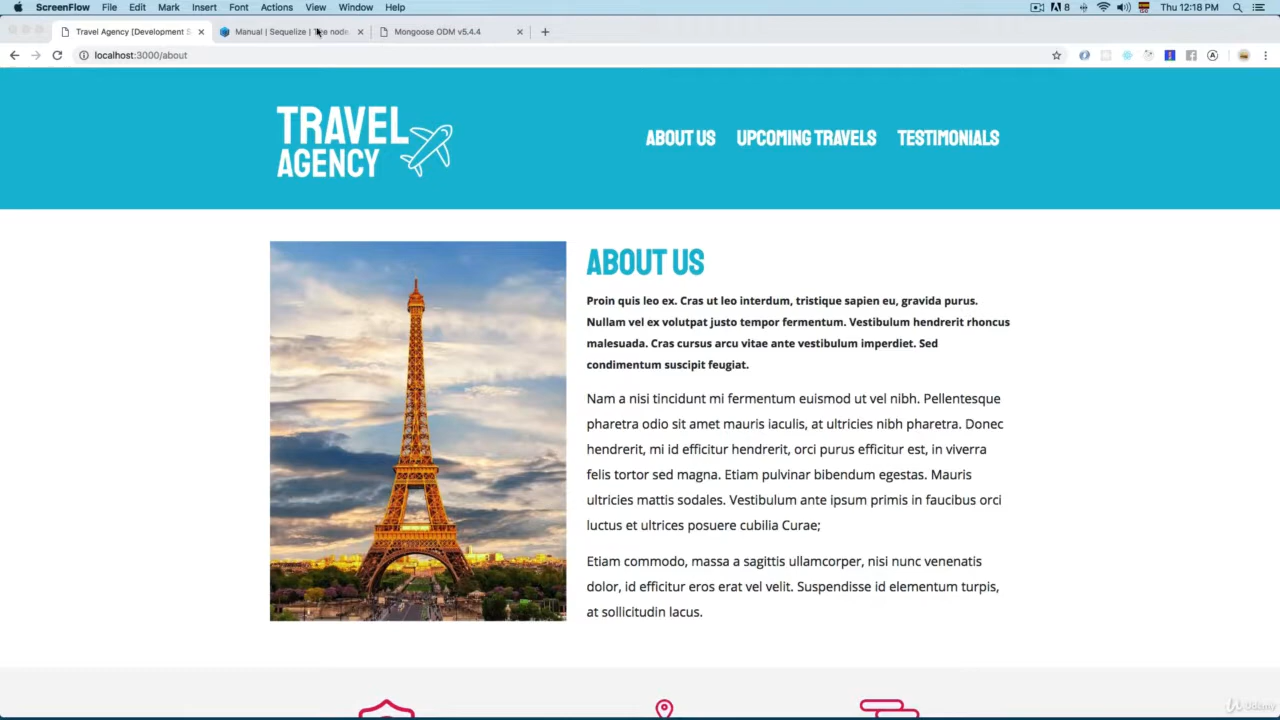 ScreenFlow File Edit Mark Insert Font Actions View Window Help 8 Thu 12:18 PM
Travel Agency [Development S Manual | Sequelize | The node Mongoose ODM v5.4.4
localhost:3000/about
TRAVEL
AGENCY
ABOUT US UPCOMING TRAVELS TESTIMONIALS
ABOUT US
Proin quis leo ex. Cras ut leo interdum, tristique sapien eu, gravida purus.
Nullam vel ex volutpat justo tempor fermentum. Vestibulum hendrerit rhoncus
malesuada. Cras cursus arcu vitae ante vestibulum imperdiet. Sed
condimentum suscipit feugiat.
Nam a nisi tincidunt mi fermentum euismod ut vel nibh. Pellentesque
pharetra odio sit amet mauris iaculis, at ultricies nibh pharetra. Donec
hendrerit, mi id efficitur hendrerit, orci purus efficitur est, in viverra
felis tortor sed magna. Etiam pulvinar bibendum egestas. Mauris
ultricies mattis sodales. Vestibulum ante ipsum primis in faucibus orci
luctus et ultrices posuere cubilia Curae;
Etiam commodo, massa a sagittis ullamcorper, nisi nunc venenatis
dolor, id efficitur eros erat vel velit. Suspendisse id elementum turpis,
at sollicitudin lacus.
Udemy